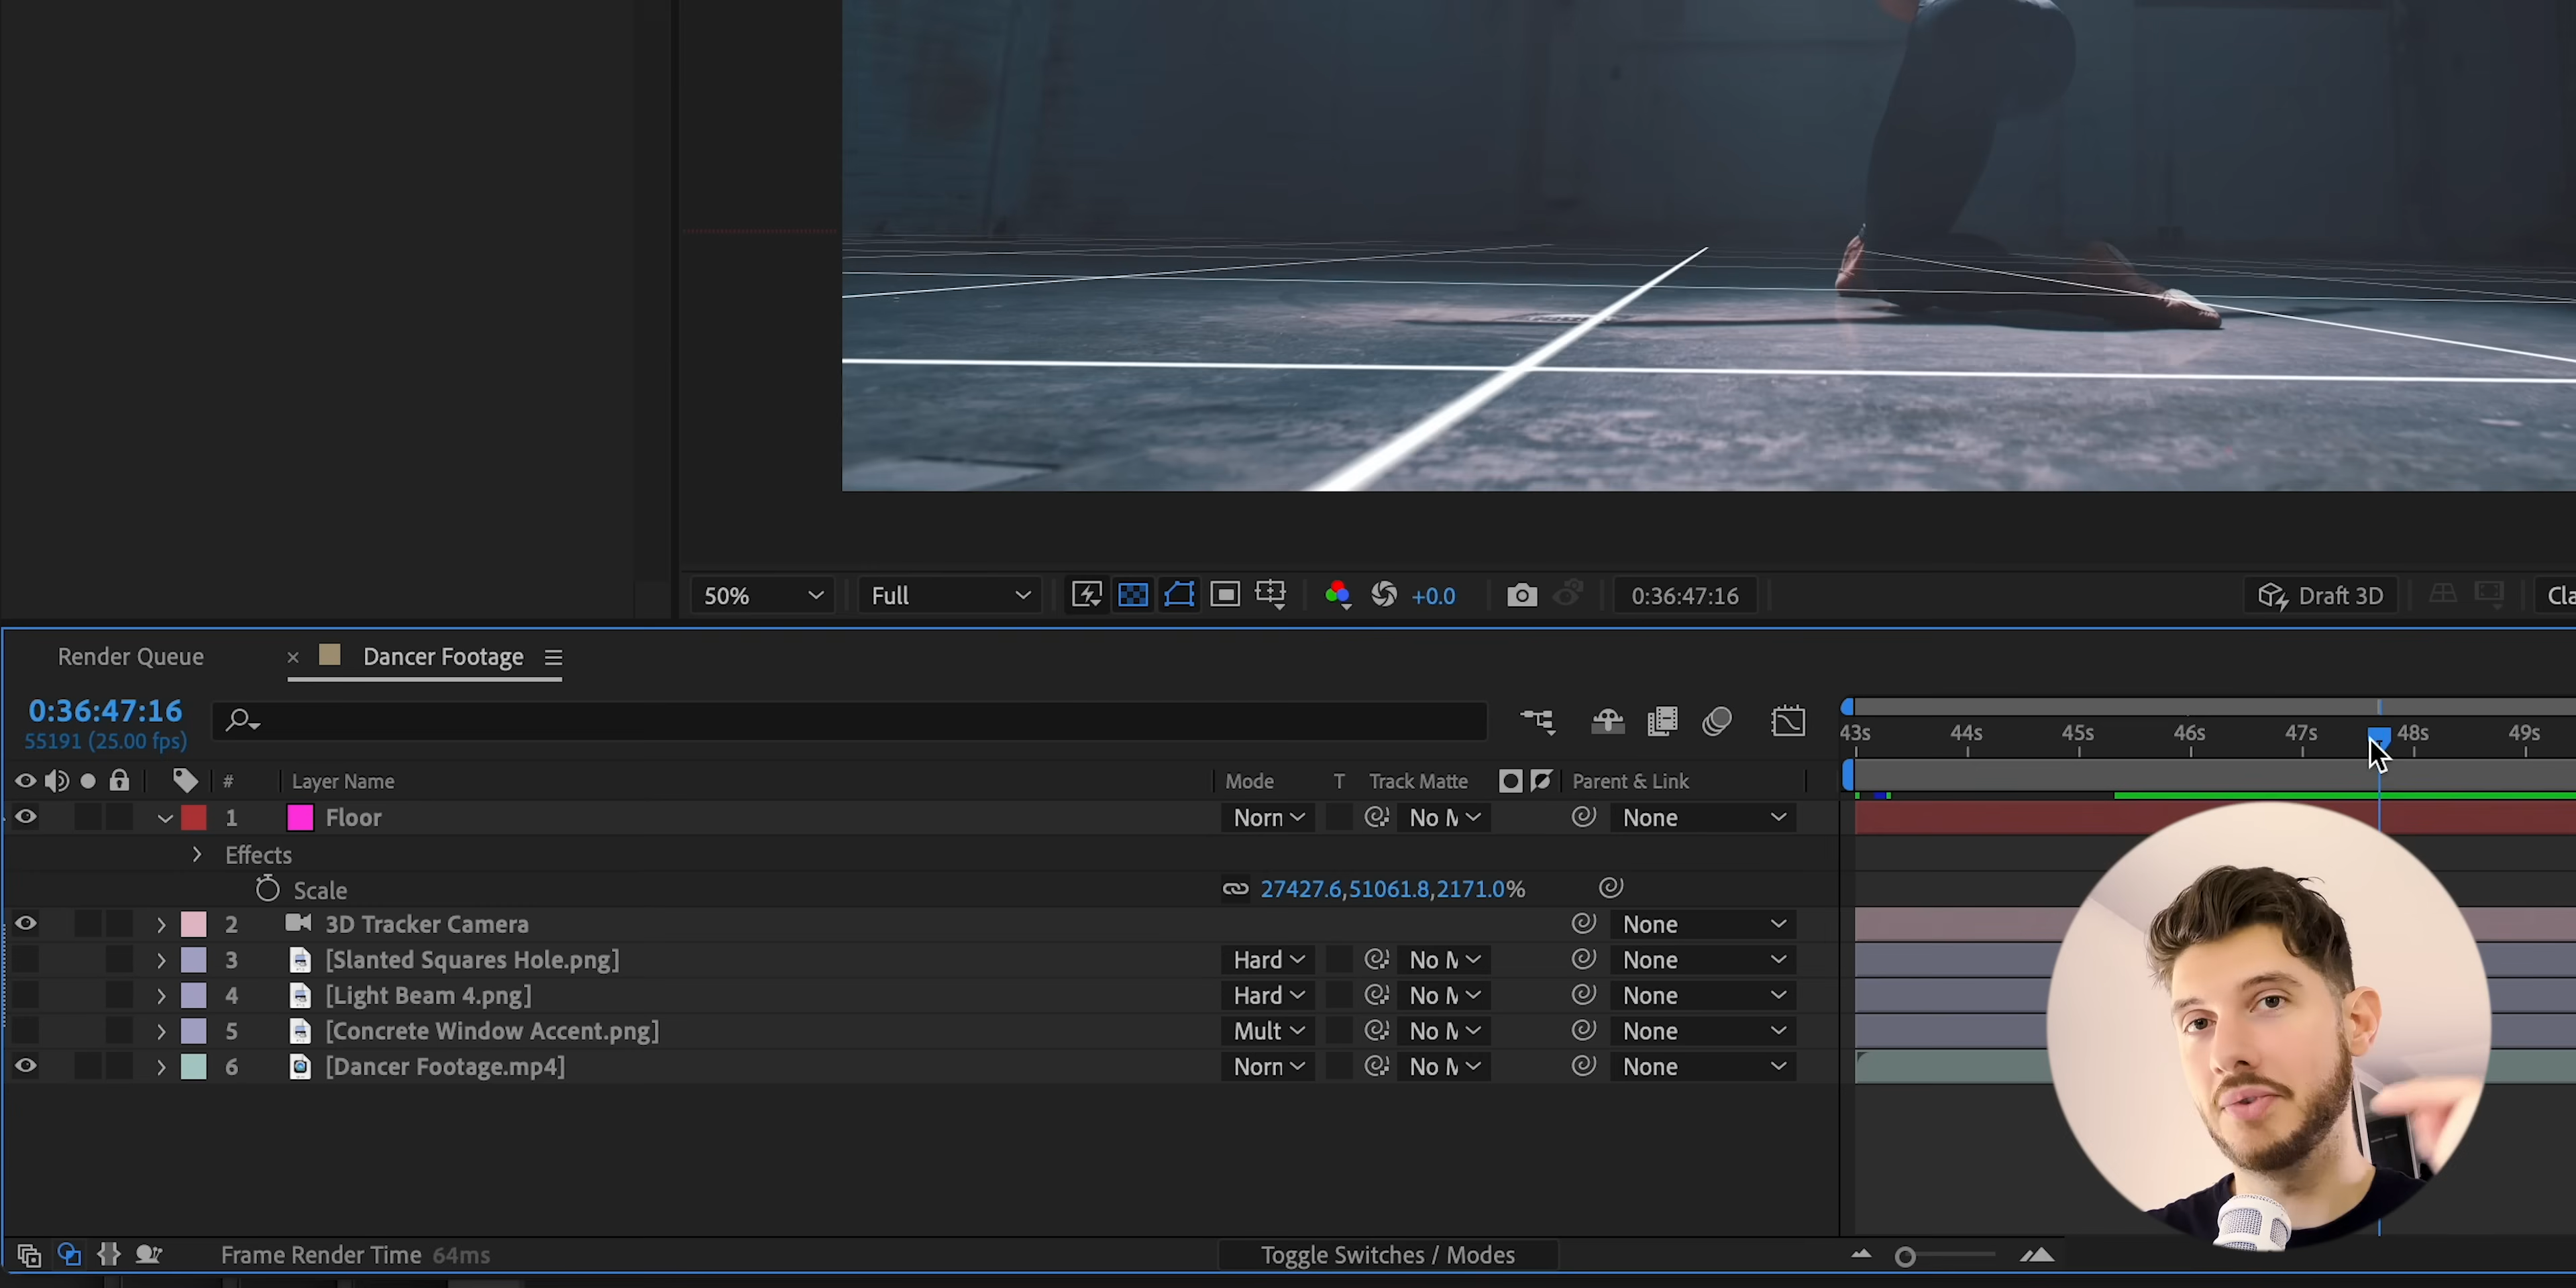 50% Full +0.0 0:36:47:16 Draft 3D Cla
Render Queue × Dancer Footage
0:36:47:16
55191 (25.00 fps)
43s 44s 45s 46s 47s 48s 49s
# Layer Name Mode T Track Matte Parent & Link
1 Floor Norn No M None
Effects
Scale 27427.6,51061.8,2171.0%
2 3D Tracker Camera None
3 [Slanted Squares Hole.png] Hard No M None
4 [Light Beam 4.png] Hard No M None
5 [Concrete Window Accent.png] Mult No M None
6 [Dancer Footage.mp4] Norn No M None
Frame Render Time 64ms Toggle Switches / Modes